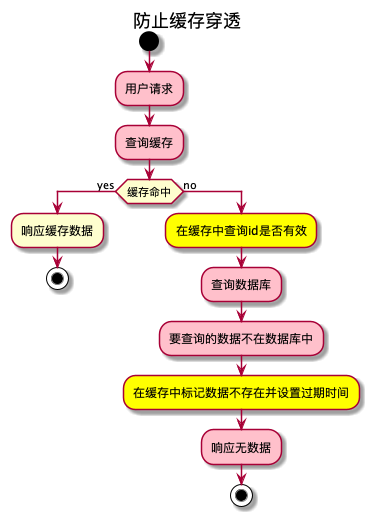 防止缓存穿透
用户请求
查询缓存
缓存命中
yes
no
响应缓存数据
在缓存中查询id是否有效
查询数据库
要查询的数据不在数据库中
在缓存中标记数据不存在并设置过期时间
响应无数据